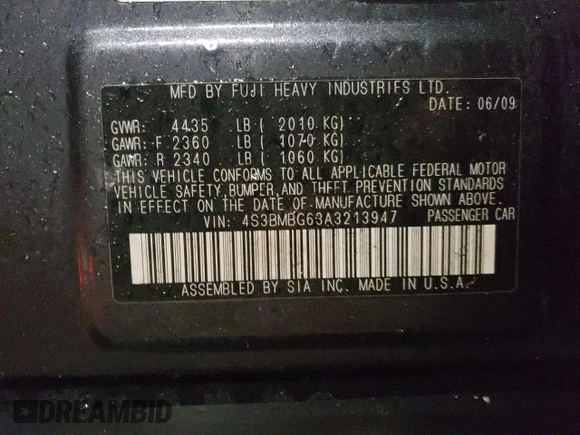 MFD BY FUJI HEAVY INDUSTRIES LTD.
DATE: 06/09
GVWR: 4435 LB ( 2010 KG)
GAWR: F 2360 LB ( 1070 KG)
GAWR: R 2340 LB ( 1060 KG)
THIS VEHICLE CONFORMS TO ALL APPLICABLE FEDERAL MOTOR
VEHICLE SAFETY, BUMPER, AND THEFT PREVENTION STANDARDS
IN EFFECT ON THE DATE OF MANUFACTURE SHOWN ABOVE.
VIN: 4S3BMBG63A3213947 PASSENGER CAR
ASSEMBLED BY SIA INC. MADE IN U.S.A.
DREAMBID